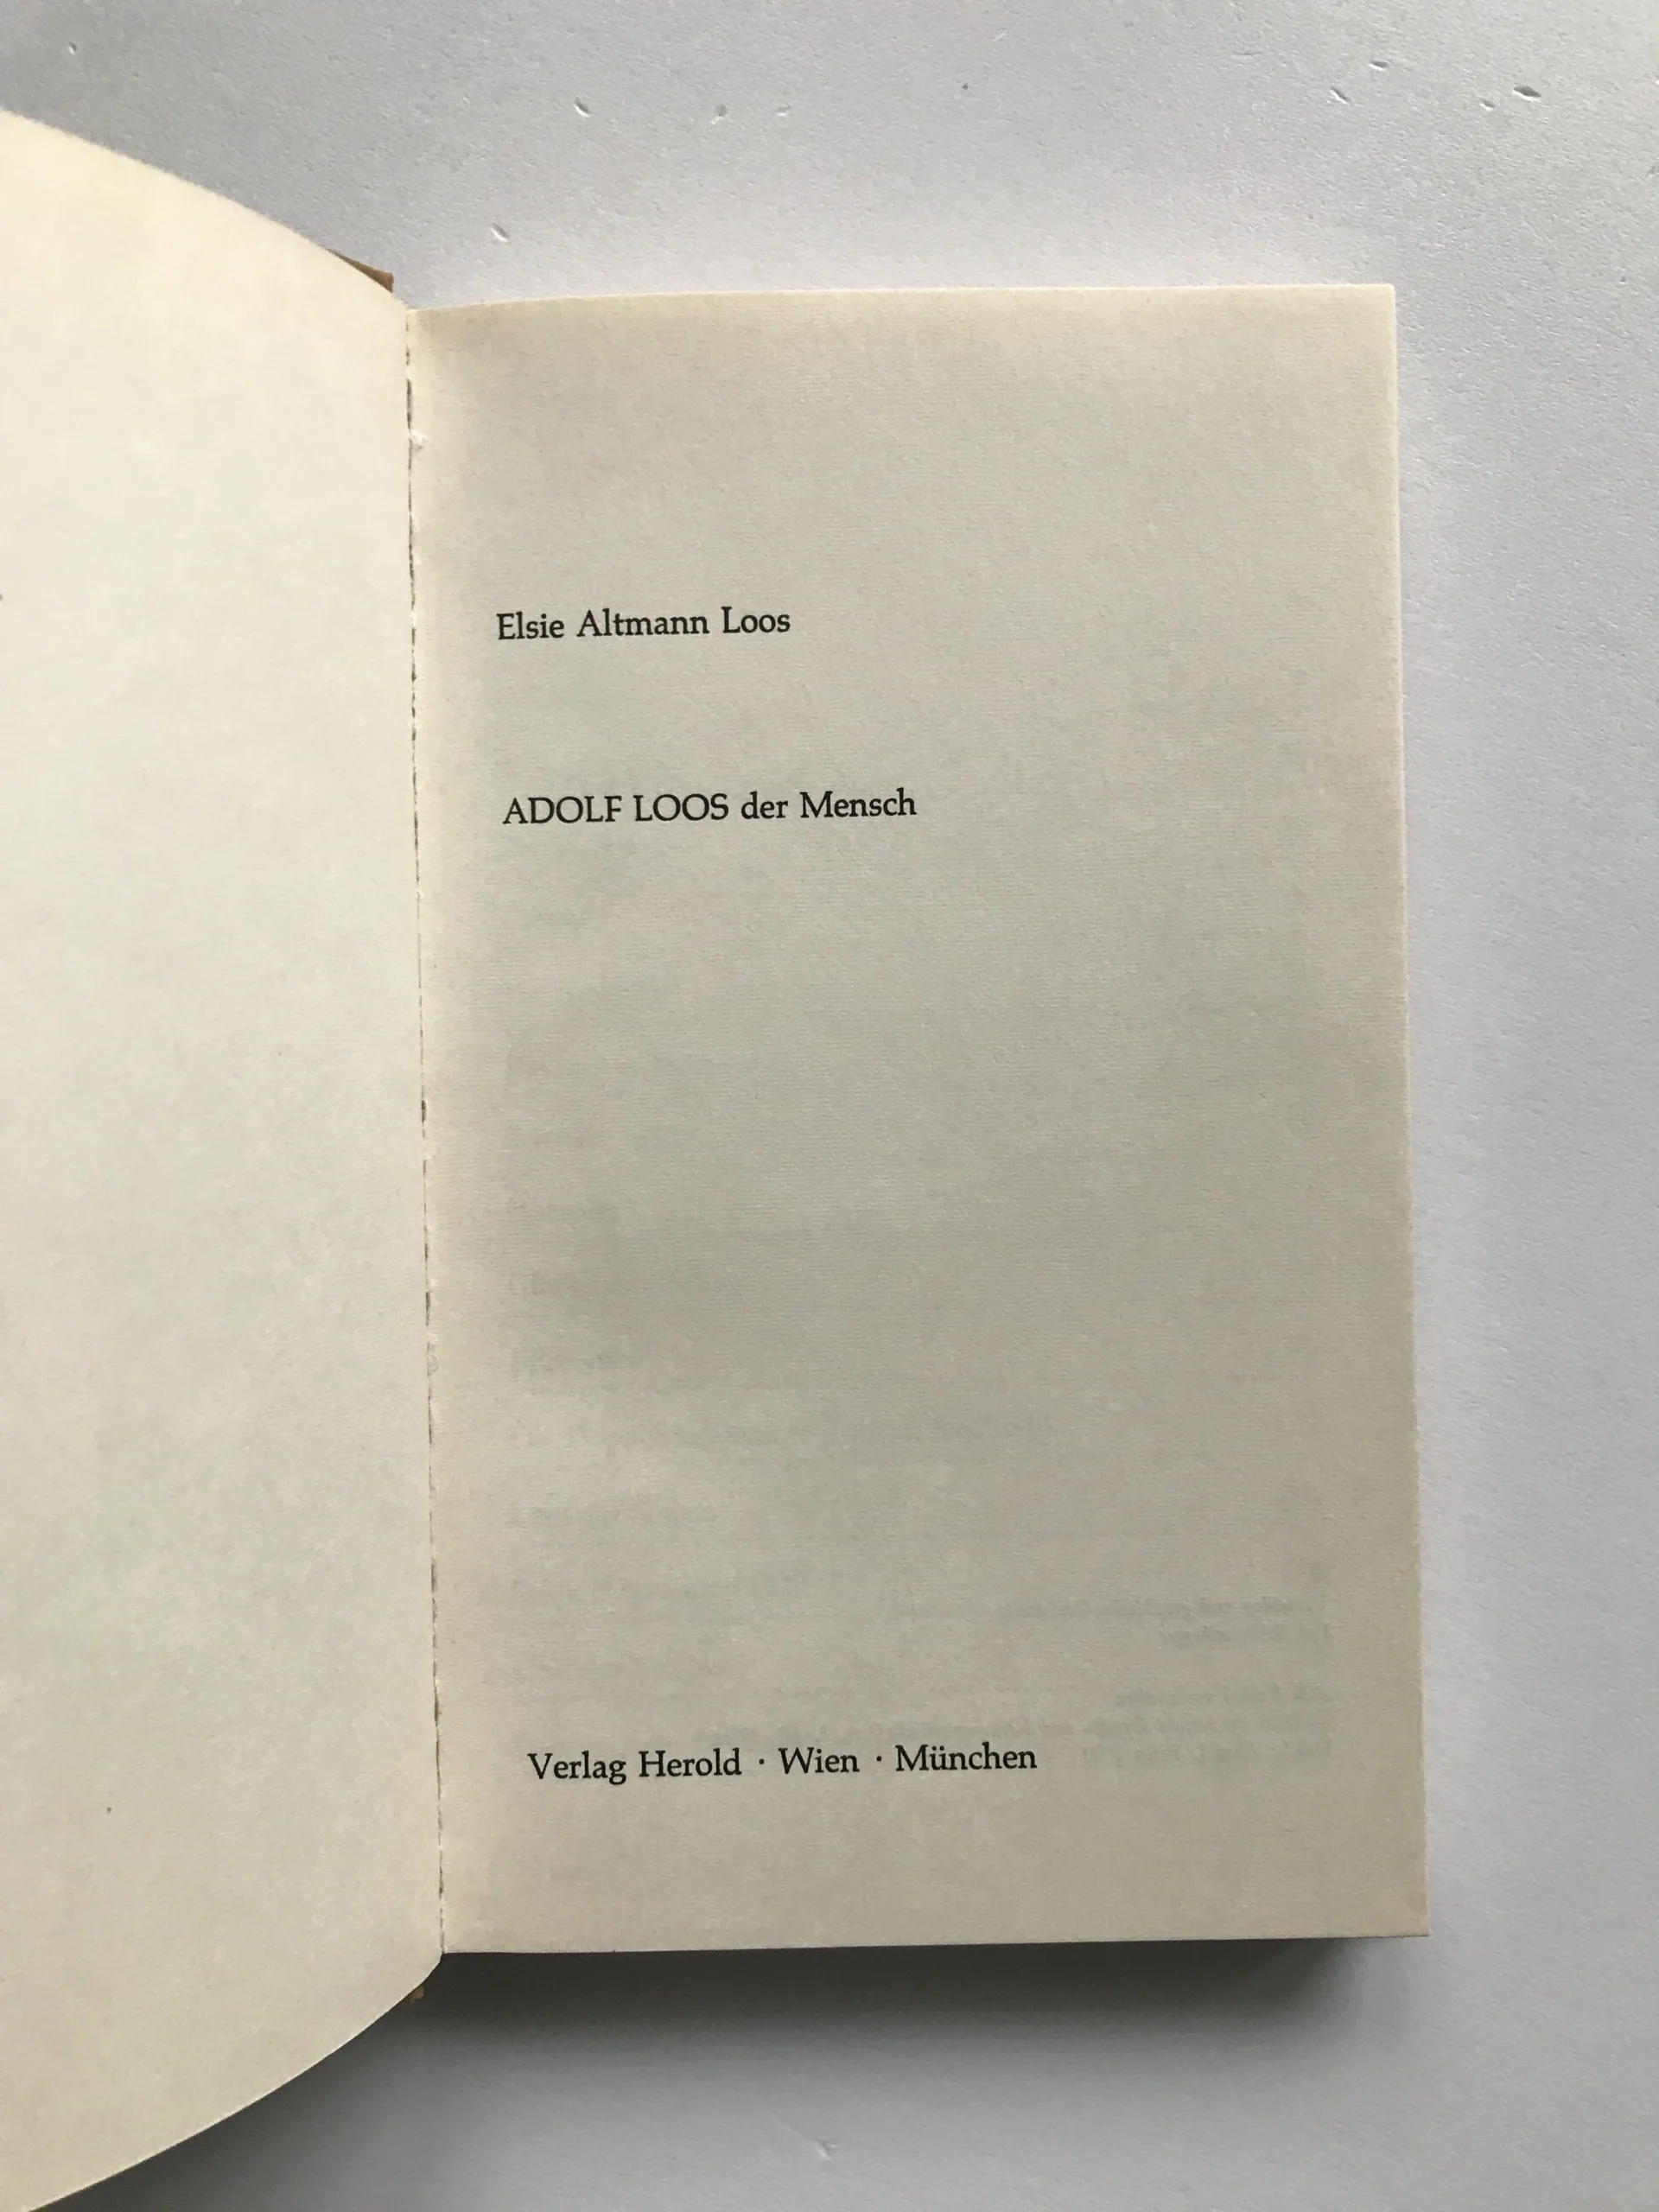 Elsie Altmann Loos
ADOLF LOOS der Mensch
Verlag Herold · Wien · München